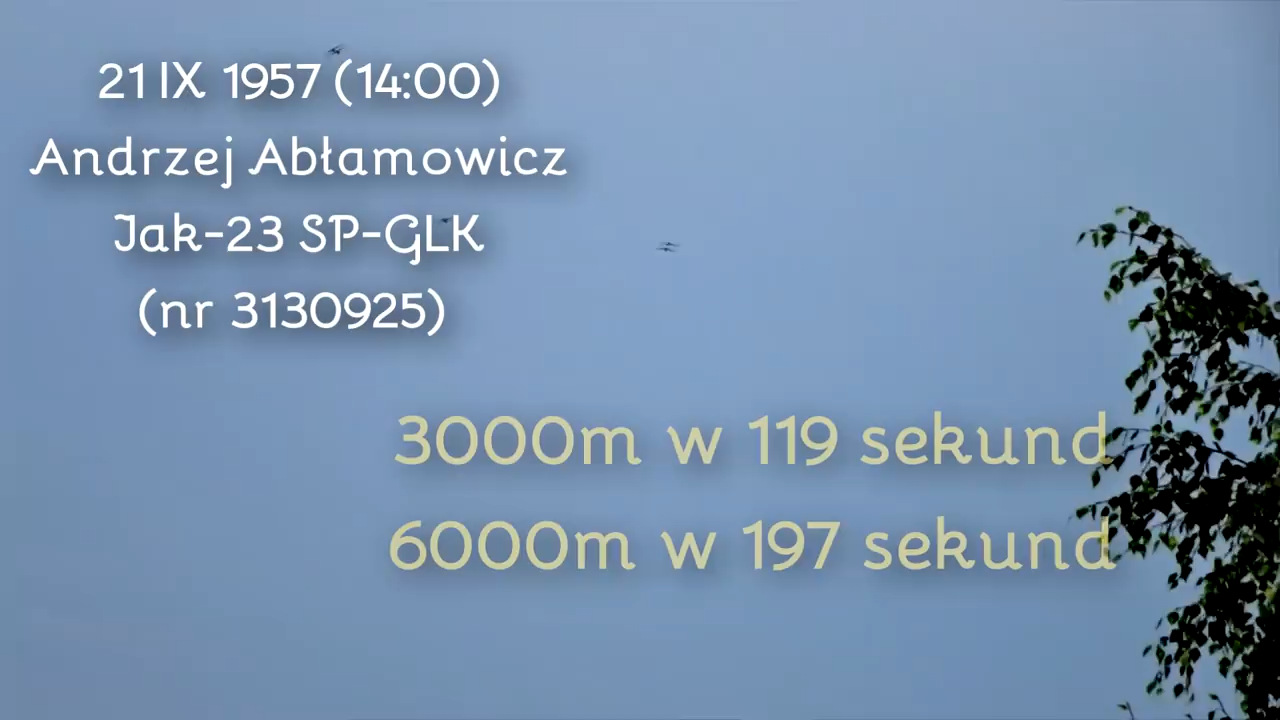 21 IX 1957 (14:00)
Andrzej Abłamowicz
Jak-23 SP-GLK
(nr 3130925)
3000m w 119 sekund
6000m w 197 sekund